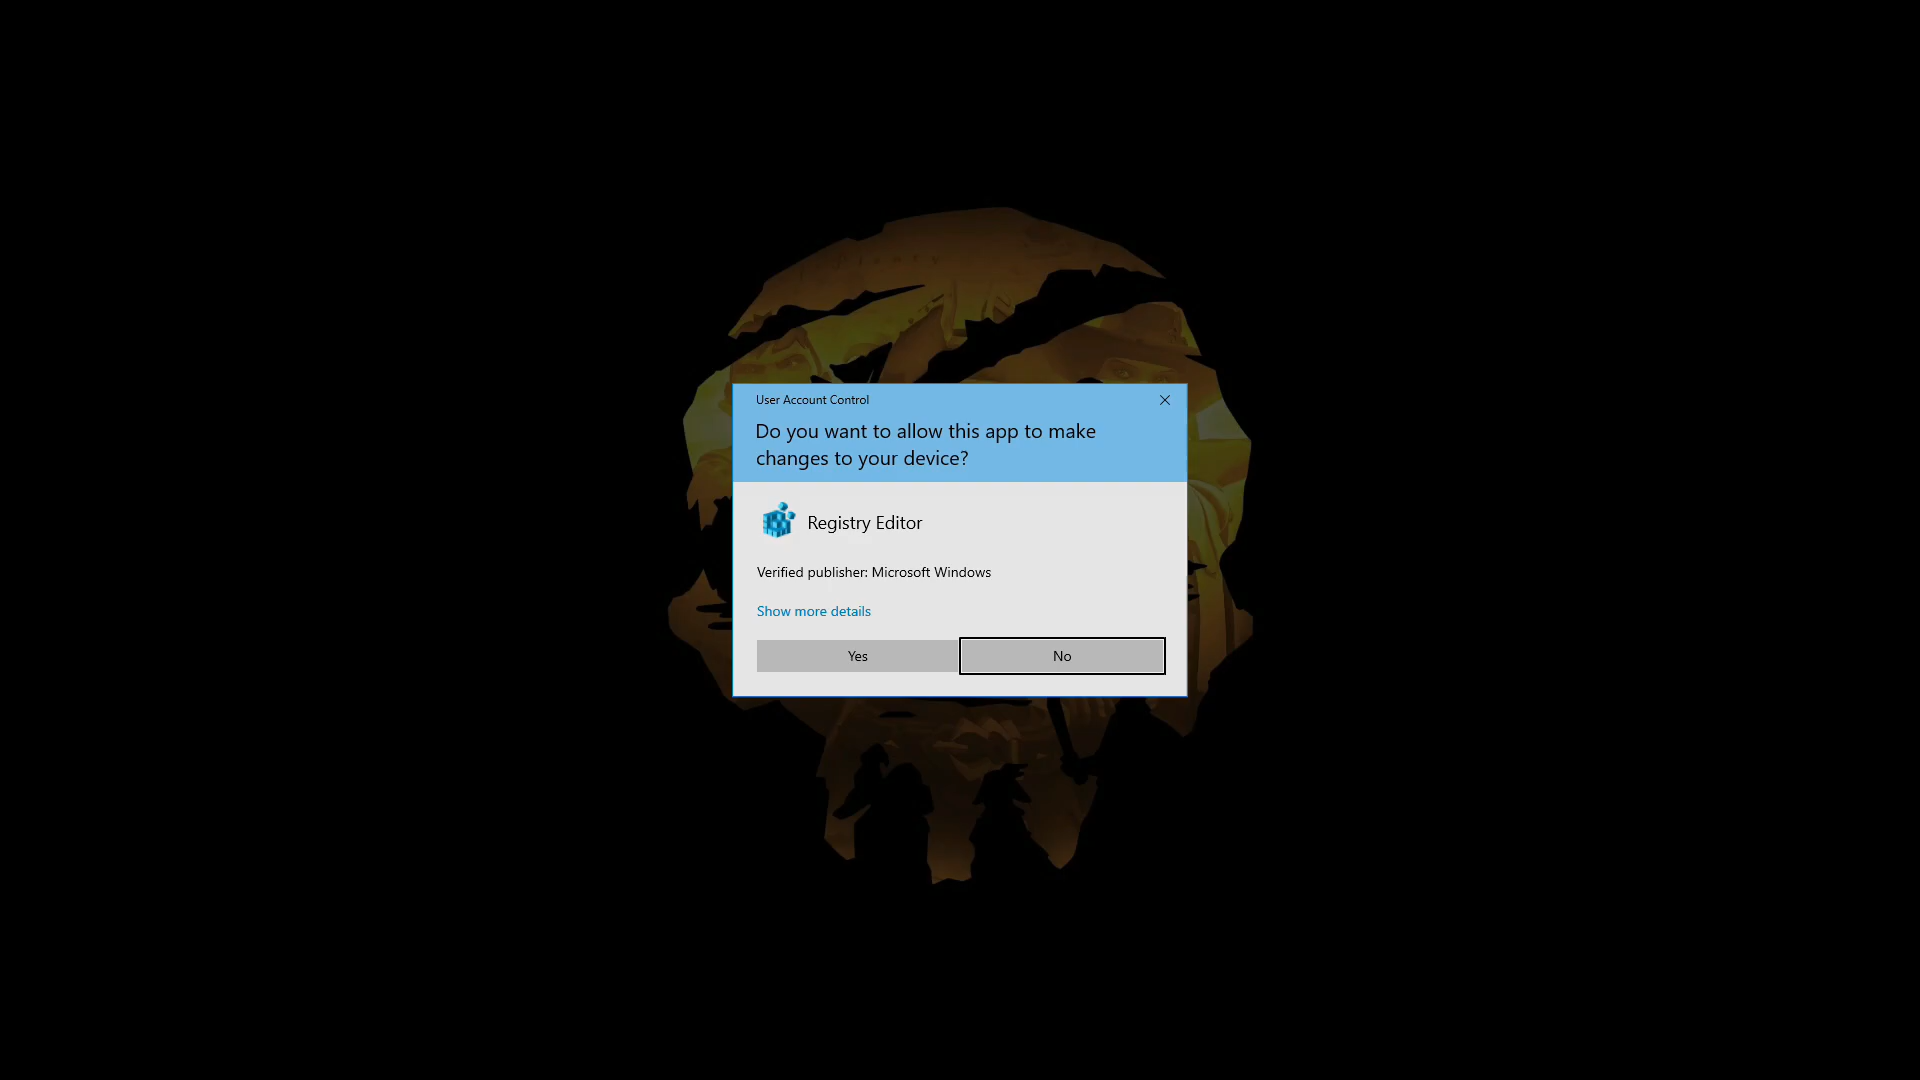 User Account Control
Do you want to allow this app to make
changes to your device?
Registry Editor
Verified publisher: Microsoft Windows
Show more details
Yes
No